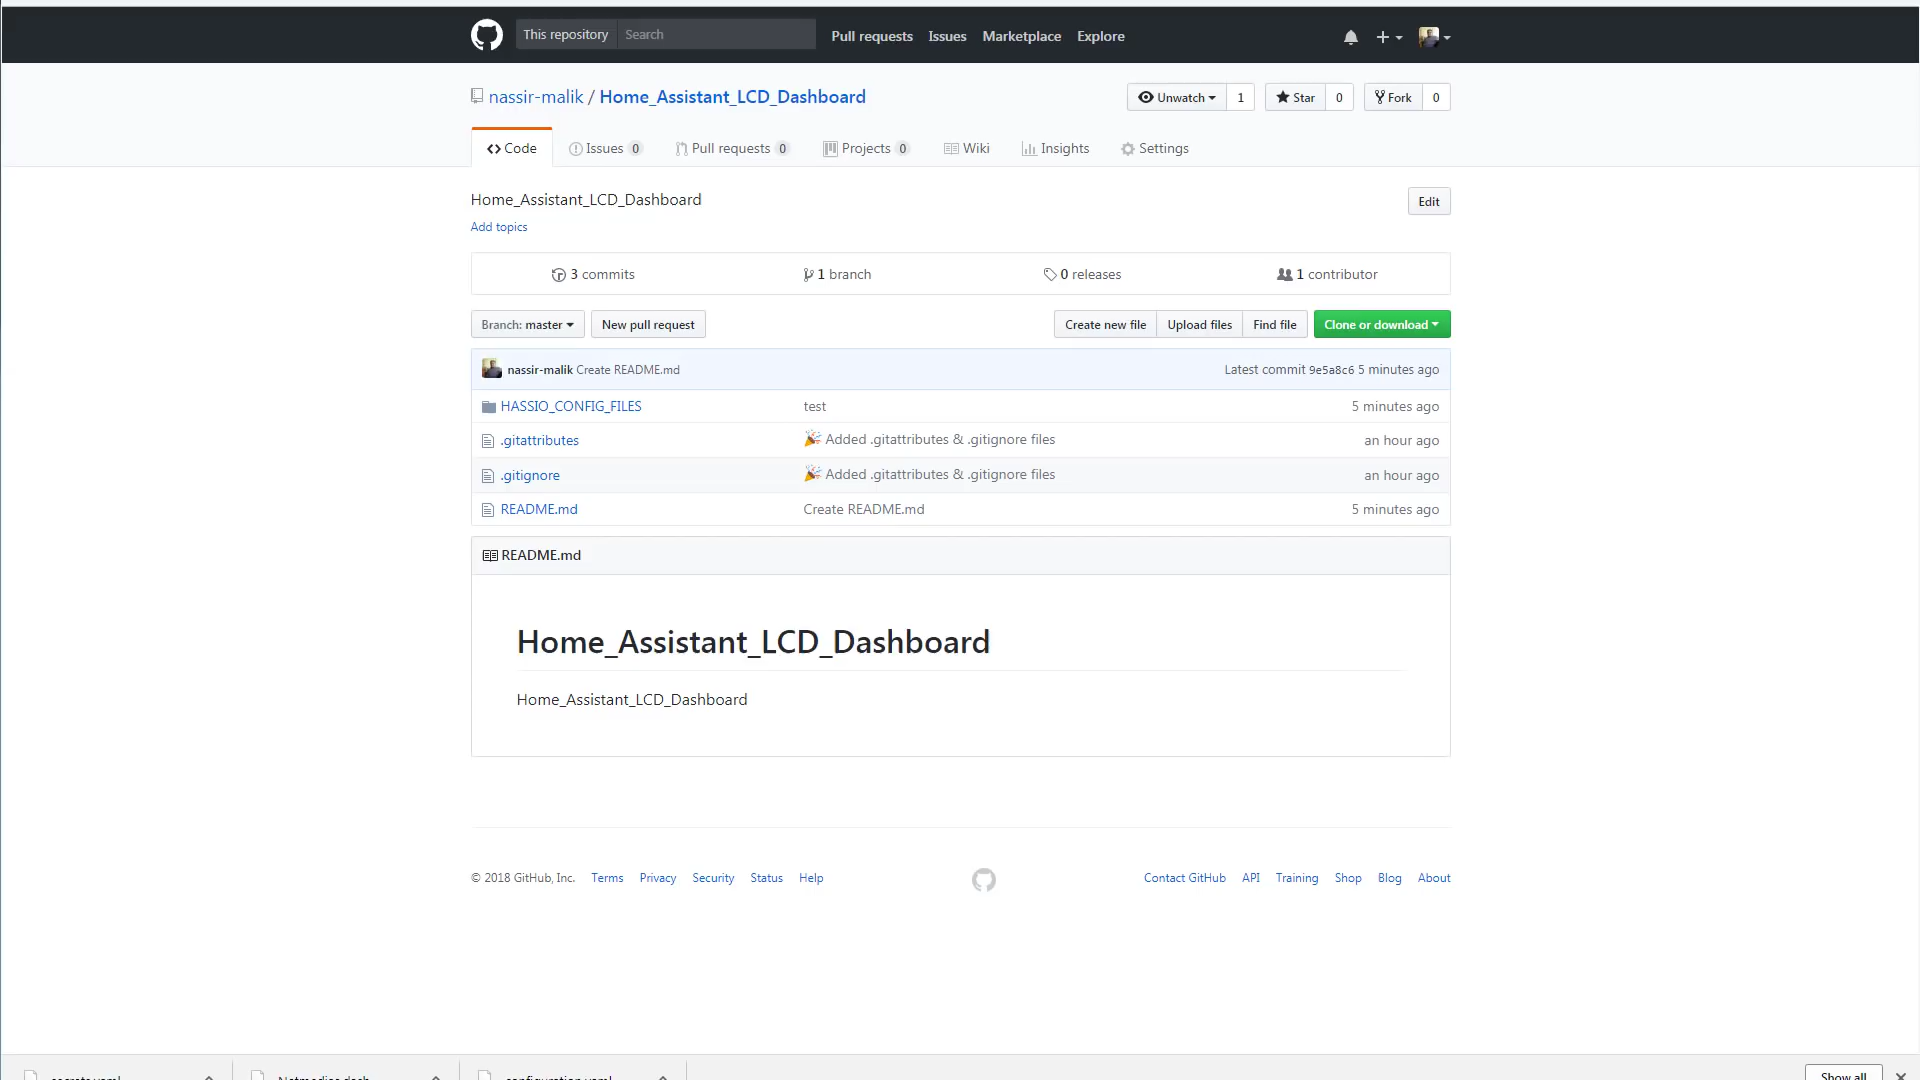 This repository Search Pull requests Issues Marketplace Explore
nassir-malik / Home_Assistant_LCD_Dashboard Unwatch 1 Star 0 Fork 0
Code Issues 0 Pull requests 0 Projects 0 Wiki Insights Settings
Home_Assistant_LCD_Dashboard Edit
Add topics
3 commits 1 branch 0 releases 1 contributor
Branch: master New pull request Create new file Upload files Find file Clone or download
nassir-malik Create README.md Latest commit 9e5a8c6 5 minutes ago
HASSIO_CONFIG_FILES test 5 minutes ago
.gitattributes Added .gitattributes & .gitignore files an hour ago
.gitignore Added .gitattributes & .gitignore files an hour ago
README.md Create README.md 5 minutes ago
README.md
Home_Assistant_LCD_Dashboard
Home_Assistant_LCD_Dashboard
© 2018 GitHub, Inc. Terms Privacy Security Status Help Contact GitHub API Training Shop Blog About
Show all